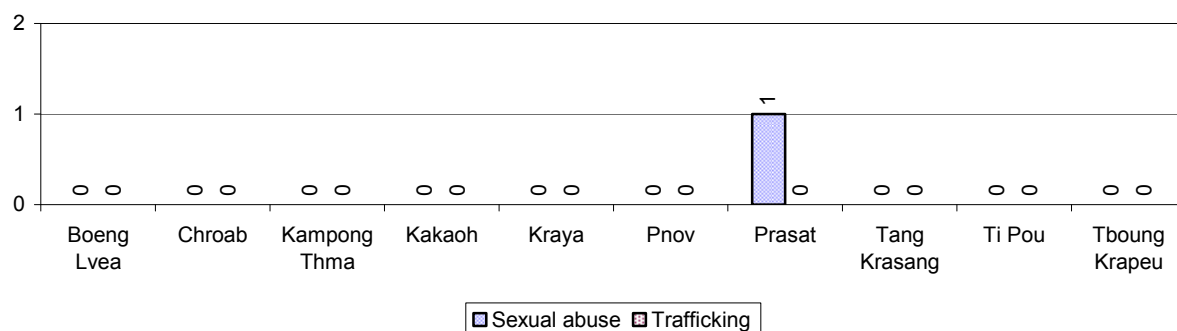 2
1
0
1
0 0 0 0 0 0 0 0 0 0 0 0 0 0 0 0 0 0 0
Boeng Lvea
Chroab
Kampong Thma
Kakaoh
Kraya
Pnov
Prasat
Tang Krasang
Ti Pou
Tboung Krapeu
Sexual abuse Trafficking